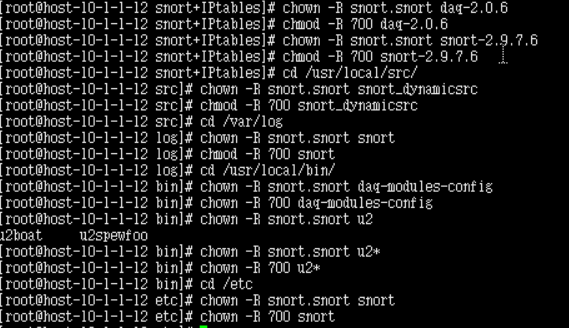 [root@host-10-1-1-12 snort+IPtables]# chown -R snort.snort daq-2.0.6
[root@host-10-1-1-12 snort+IPtables]# chmod -R 700 daq-2.0.6
[root@host-10-1-1-12 snort+IPtables]# chown -R snort.snort snort-2.9.7.6
[root@host-10-1-1-12 snort+IPtables]# chmod -R 700 snort-2.9.7.6
[root@host-10-1-1-12 snort+IPtables]# cd /usr/local/src/
[root@host-10-1-1-12 src]# chown -R snort.snort snort_dynamicsrc
[root@host-10-1-1-12 src]# chmod -R 700 snort_dynamicsrc
[root@host-10-1-1-12 src]# cd /var/log
[root@host-10-1-1-12 log]# chown -R snort.snort snort
[root@host-10-1-1-12 log]# chmod -R 700 snort
[root@host-10-1-1-12 log]# cd /usr/local/bin/
[root@host-10-1-1-12 bin]# chown -R snort.snort daq-modules-config
[root@host-10-1-1-12 bin]# chown -R 700 daq-modules-config
[root@host-10-1-1-12 bin]# chown -R snort.snort u2
u2boat u2spewfoo
[root@host-10-1-1-12 bin]# chown -R snort.snort u2*
[root@host-10-1-1-12 bin]# chown -R 700 u2*
[root@host-10-1-1-12 bin]# cd /etc
[root@host-10-1-1-12 etc]# chown -R snort.snort snort
[root@host-10-1-1-12 etc]# chown -R 700 snort